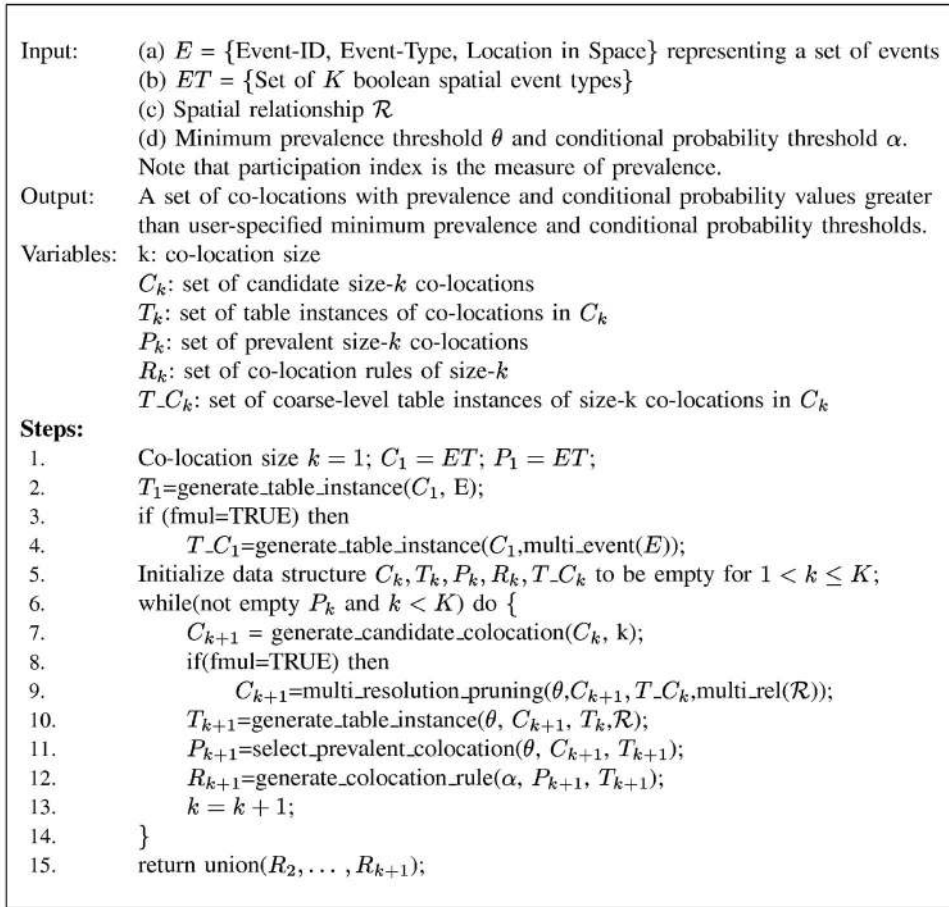 Input: (a) E = {Event-ID, Event-Type, Location in Space} representing a set of events
(b) ET = {Set of K boolean spatial event types}
(c) Spatial relationship ℛ
(d) Minimum prevalence threshold θ and conditional probability threshold α.
Note that participation index is the measure of prevalence.
Output: A set of co-locations with prevalence and conditional probability values greater
than user-specified minimum prevalence and conditional probability thresholds.
Variables: k: co-location size
C_k: set of candidate size-k co-locations
T_k: set of table instances of co-locations in C_k
P_k: set of prevalent size-k co-locations
R_k: set of co-location rules of size-k
T_C_k: set of coarse-level table instances of size-k co-locations in C_k
Steps:
1. Co-location size k = 1; C_1 = ET; P_1 = ET;
2. T_1=generate_table_instance(C_1, E);
3. if (fmul=TRUE) then
4. T_C_1=generate_table_instance(C_1,multi_event(E));
5. Initialize data structure C_k, T_k, P_k, R_k, T_C_k to be empty for 1 < k ≤ K;
6. while(not empty P_k and k < K) do {
7. C_{k+1} = generate_candidate_colocation(C_k, k);
8. if(fmul=TRUE) then
9. C_{k+1}=multi_resolution_pruning(θ,C_{k+1}, T_C_k,multi_rel(ℛ));
10. T_{k+1}=generate_table_instance(θ, C_{k+1}, T_k,ℛ);
11. P_{k+1}=select_prevalent_colocation(θ, C_{k+1}, T_{k+1});
12. R_{k+1}=generate_colocation_rule(α, P_{k+1}, T_{k+1});
13. k = k + 1;
14. }
15. return union(R_2, . . . , R_{k+1});